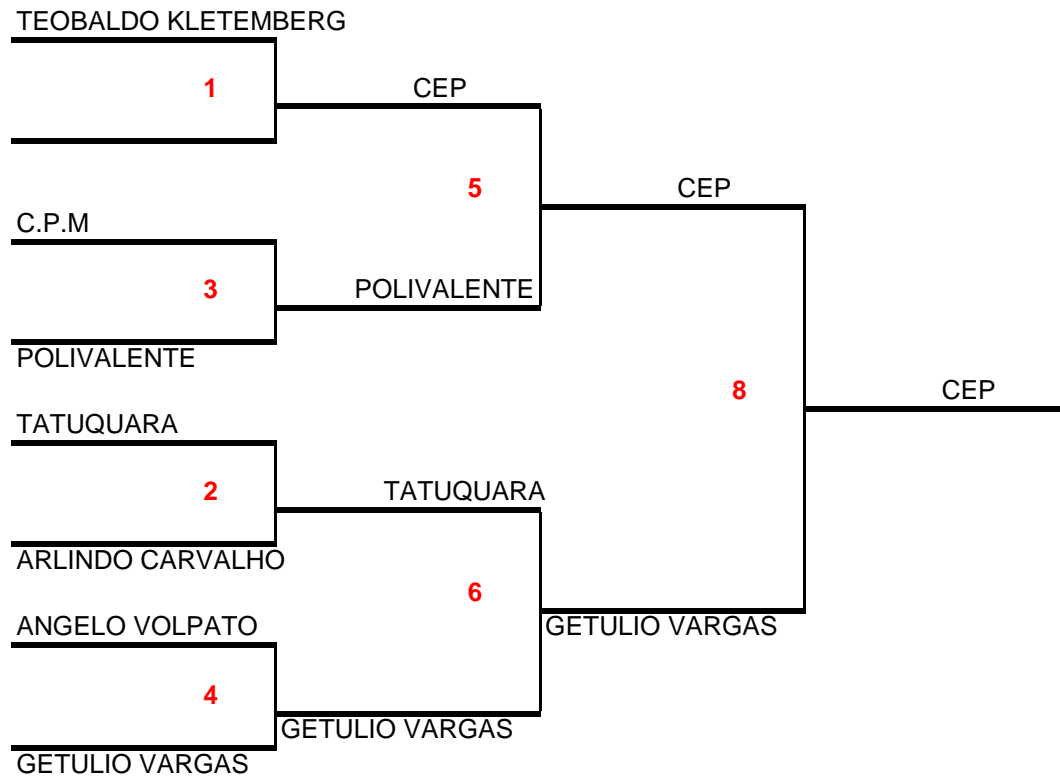 TEOBALDO KLETEMBERG
1
CEP
5
CEP
C.P.M
3
POLIVALENTE
POLIVALENTE
8
CEP
TATUQUARA
2
TATUQUARA
ARLINDO CARVALHO
6
ANGELO VOLPATO
GETULIO VARGAS
4
GETULIO VARGAS
GETULIO VARGAS